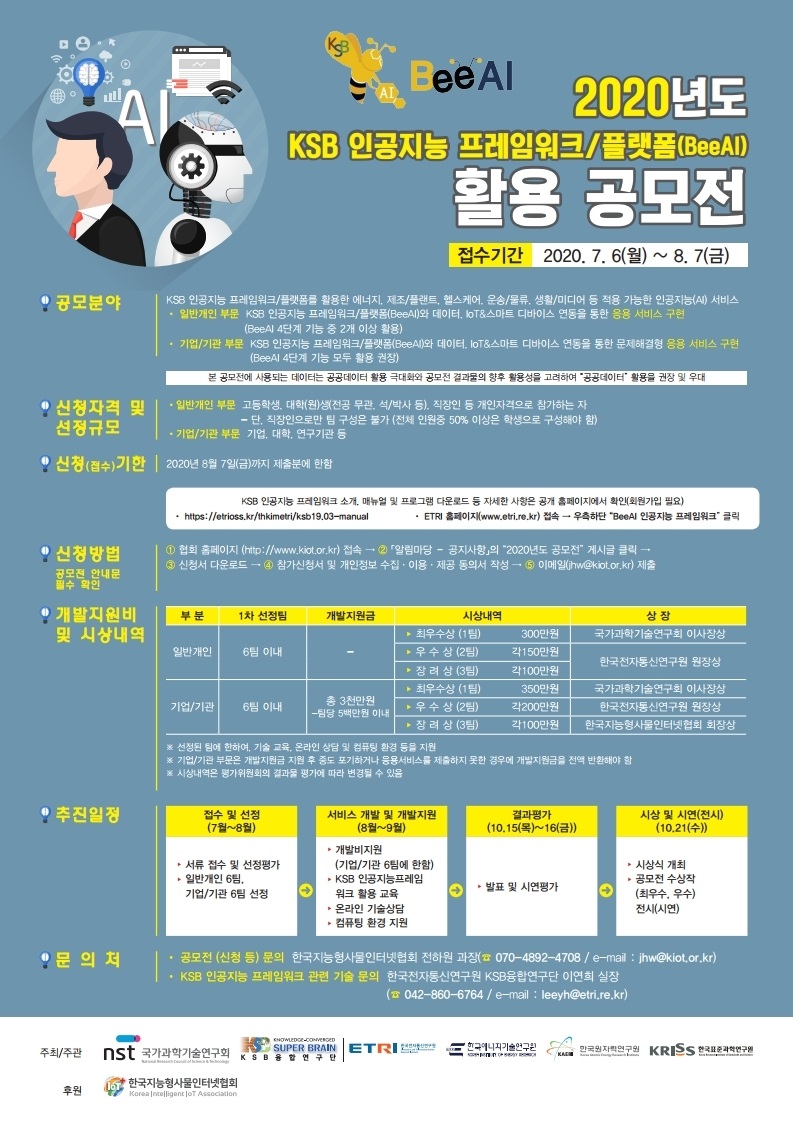 KSB
AI
BeeAI
AI
2020년도
KSB 인공지능 프레임워크/플랫폼(BeeAI)
활용 공모전
접수기간 2020. 7. 6(월) ~ 8. 7(금)
공모분야
KSB 인공지능 프레임워크/플랫폼를 활용한 에너지, 제조/플랜트, 헬스케어, 운송/물류, 생활/미디어 등 적용 가능한 인공지능(AI) 서비스
• 일반개인 부문 KSB 인공지능 프레임워크/플랫폼(BeeAI)와 데이터, IoT&스마트 디바이스 연동을 통한 응용 서비스 구현
(BeeAI 4단계 기능 중 2개 이상 활용)
• 기업/기관 부문 KSB 인공지능 프레임워크/플랫폼(BeeAI)와 데이터, IoT&스마트 디바이스 연동을 통한 문제해결형 응용 서비스 구현
(BeeAI 4단계 기능 모두 활용 권장)
본 공모전에 사용되는 데이터는 공공데이터 활용 극대화와 공모전 결과물의 향후 활용성을 고려하여 "공공데이터" 활용을 권장 및 우대
신청자격 및
선정규모
• 일반개인 부문 고등학생, 대학(원)생(전공 무관, 석/박사 등), 직장인 등 개인자격으로 참가하는 자
- 단, 직장인으로만 팀 구성은 불가 (전체 인원중 50% 이상은 학생으로 구성해야 함)
• 기업/기관 부문 기업, 대학, 연구기관 등
신청(접수)기한
2020년 8월 7일(금)까지 제출분에 한함
KSB 인공지능 프레임워크 소개, 매뉴얼 및 프로그램 다운로드 등 자세한 사항은 공개 홈페이지에서 확인(회원가입 필요)
• https://etrioss.kr/thkimetri/ksb19.03-manual • ETRI 홈페이지(www.etri.re.kr) 접속 → 우측하단 "BeeAI 인공지능 프레임워크" 클릭
신청방법
공모전 안내문
필수 확인
① 협회 홈페이지 (http://www.kiot.or.kr) 접속 → ② 「알림마당 - 공지사항」의 "2020년도 공모전" 게시글 클릭 →
③ 신청서 다운로드 → ④ 참가신청서 및 개인정보 수집·이용·제공 동의서 작성 → ⑤ 이메일(jhw@kiot.or.kr) 제출
개발지원비
및 시상내역
부 분 1차 선정팀 개발지원금 시상내역 상 장
일반개인 6팀 이내 -
▸ 최우수상 (1팀) 300만원 국가과학기술연구회 이사장상
▸ 우 수 상 (2팀) 각150만원
한국전자통신연구원 원장상
▸ 장 려 상 (3팀) 각100만원
기업/기관 6팀 이내 총 3천만원
-팀당 5백만원 이내
▸ 최우수상 (1팀) 350만원 국가과학기술연구회 이사장상
▸ 우 수 상 (2팀) 각200만원 한국전자통신연구원 원장상
▸ 장 려 상 (3팀) 각100만원 한국지능형사물인터넷협회 회장상
※ 선정된 팀에 한하여, 기술 교육, 온라인 상담 및 컴퓨팅 환경 등을 지원
※ 기업/기관 부문은 개발지원금 지원 후 중도 포기하거나 응용서비스를 제출하지 못한 경우에 개발지원금을 전액 반환해야 함
※ 시상내역은 평가위원회의 결과물 평가에 따라 변경될 수 있음
추진일정
접수 및 선정
(7월~8월)
▸ 서류 접수 및 선정평가
▸ 일반개인 6팀,
기업/기관 6팀 선정
서비스 개발 및 개발지원
(8월~9월)
▸ 개발비지원
(기업/기관 6팀에 한함)
▸ KSB 인공지능프레임
워크 활용 교육
▸ 온라인 기술상담
▸ 컴퓨팅 환경 지원
결과평가
(10.15(목)~16(금))
▸ 발표 및 시연평가
시상 및 시연(전시)
(10.21(수))
▸ 시상식 개최
▸ 공모전 수상작
(최우수, 우수)
전시(시연)
문 의 처
• 공모전 (신청 등) 문의 한국지능형사물인터넷협회 전하원 과장(☎ 070-4892-4708 / e-mail : jhw@kiot.or.kr)
• KSB 인공지능 프레임워크 관련 기술 문의 한국전자통신연구원 KSB융합연구단 이연희 실장
(☎ 042-860-6764 / e-mail : leeyh@etri.re.kr)
주최/주관
nst 국가과학기술연구회
National Research Council of Science & Technology
KSB KNOWLEDGE-CONVERGED
SUPER BRAIN
KSB융합연구단
ETRI 한국전자통신연구원
한국에너지기술연구원
KOREA INSTITUTE OF ENERGY RESEARCH
KAERI 한국원자력연구원
Korea Atomic Energy Research Institute
KRISS 한국표준과학연구원
후원
IoT 한국지능형사물인터넷협회
Korea Intelligent IoT Association